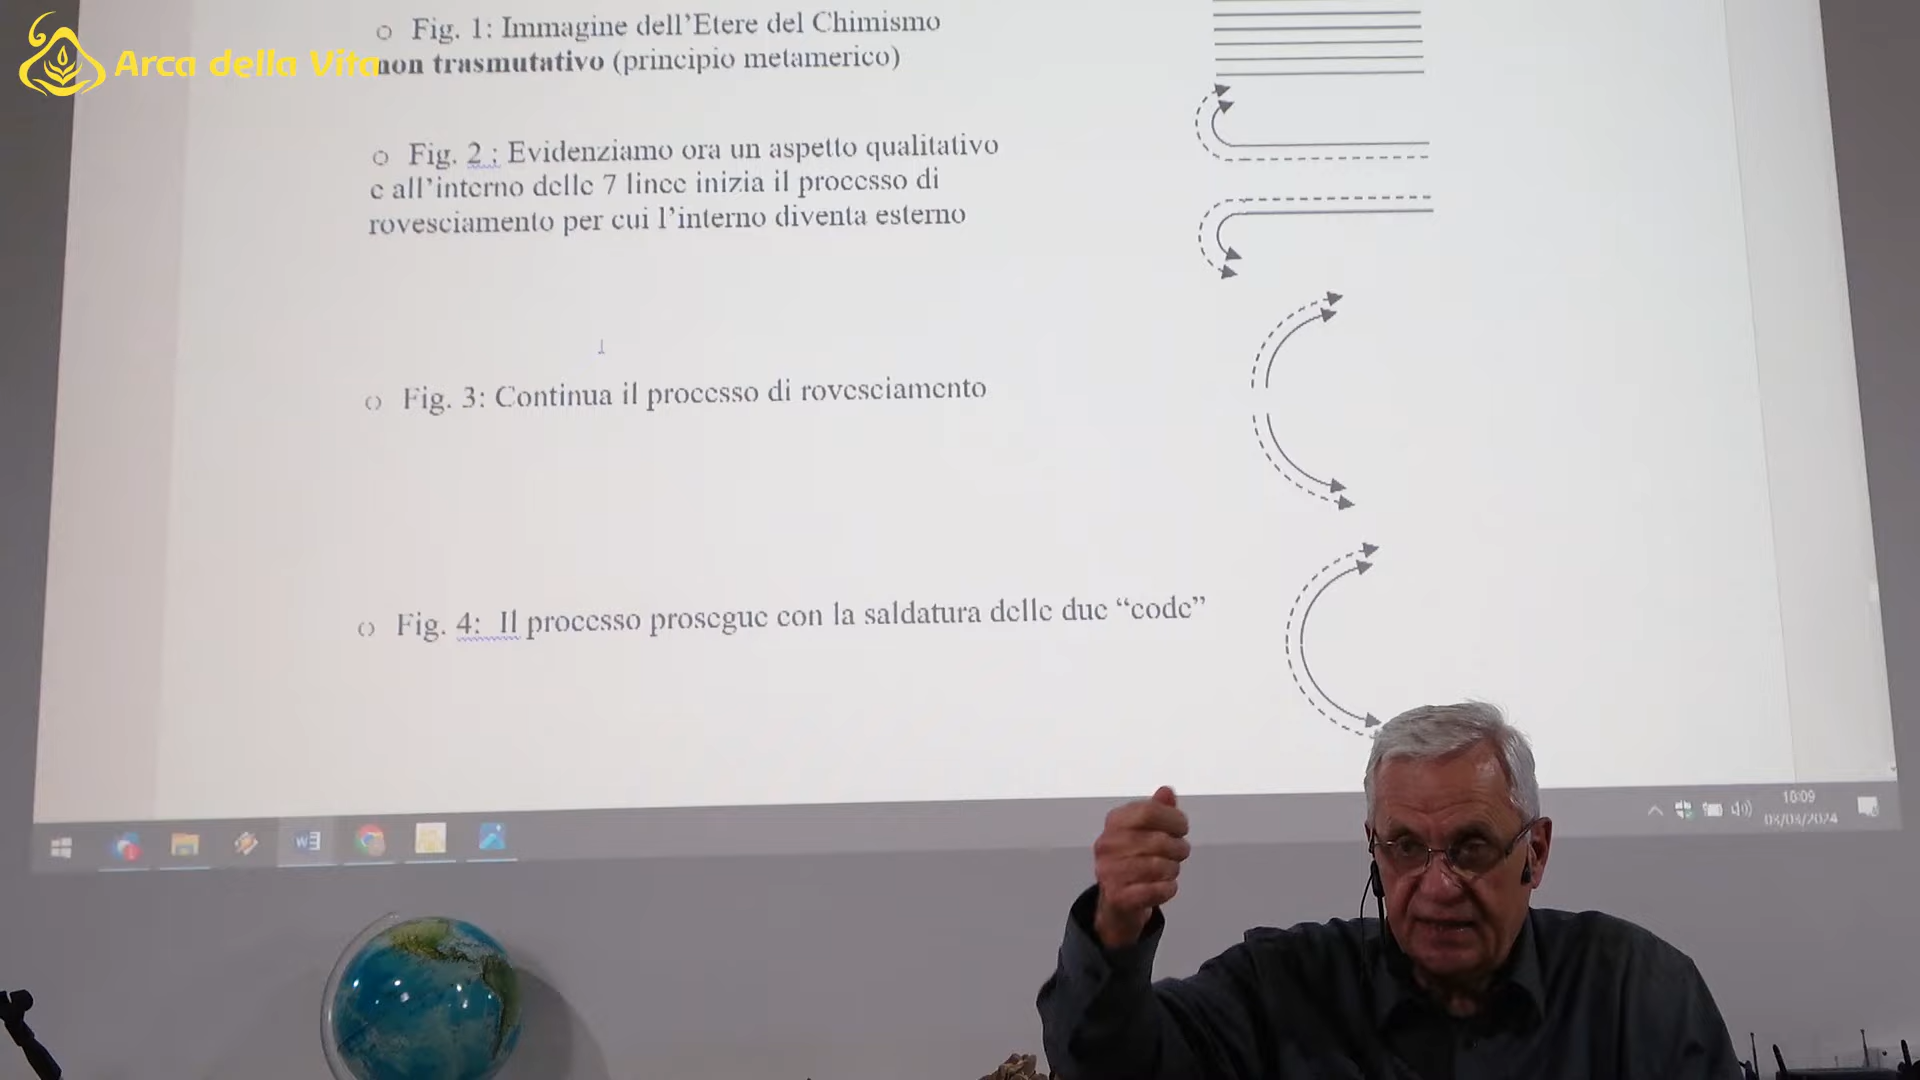 ○ Fig. 1: Immagine dell’Etere del Chimismo
Arca della Vita
non trasmutativo (principio metamerico)
○ Fig. 2 : Evidenziamo ora un aspetto qualitativo
e all’interno delle 7 linee inizia il processo di
rovesciamento per cui l’interno diventa esterno
○ Fig. 3: Continua il processo di rovesciamento
○ Fig. 4: Il processo prosegue con la saldatura delle due “code”